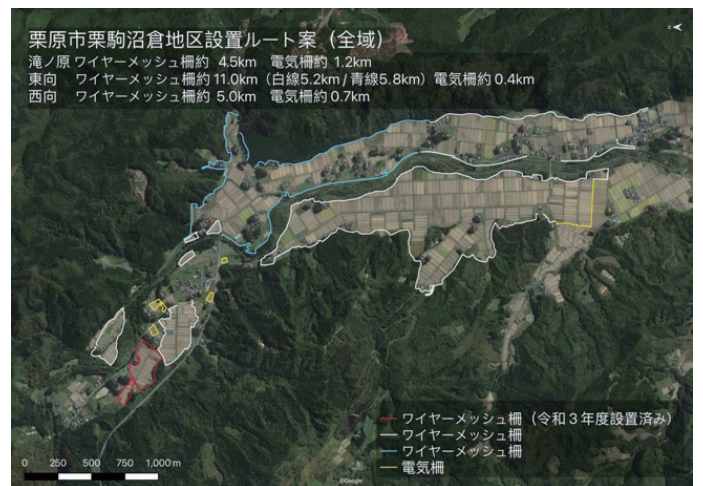 栗原市栗駒沼倉地区設置ルート案（全域）
滝ノ原 ワイヤーメッシュ柵約 4.5km 電気柵約 1.2km
東向 ワイヤーメッシュ柵約 11.0km（白線5.2km / 青線5.8km）電気柵約 0.4km
西向 ワイヤーメッシュ柵約 5.0km 電気柵約 0.7km
ワイヤーメッシュ柵（令和３年度設置済み）
ワイヤーメッシュ柵
ワイヤーメッシュ柵
電気柵
0 250 500 750 1,000 m
©Google